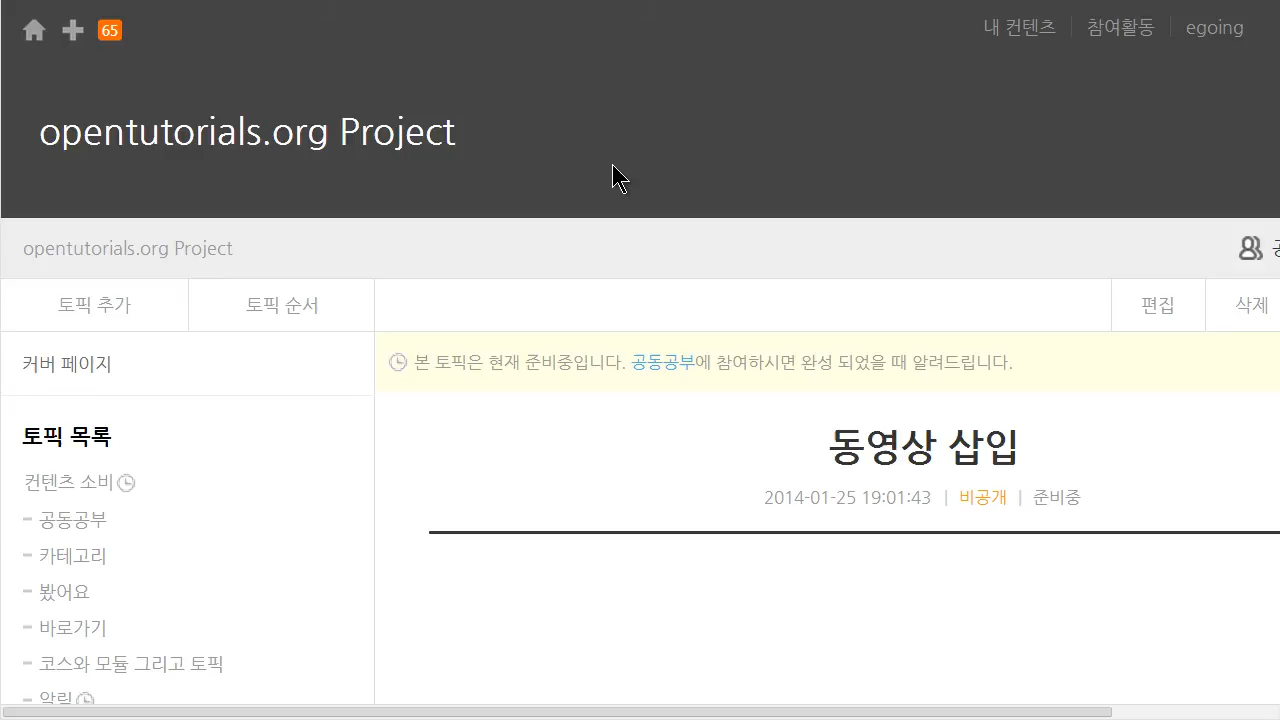 65
내 컨텐츠 참여활동 egoing
opentutorials.org Project
opentutorials.org Project
토픽 추가 토픽 순서 편집 삭제
커버 페이지
본 토픽은 현재 준비중입니다. 공동공부에 참여하시면 완성 되었을 때 알려드립니다.
토픽 목록
동영상 삽입
2014-01-25 19:01:43 | 비공개 | 준비중
컨텐츠 소비
- 공동공부
- 카테고리
- 봤어요
- 바로가기
- 코스와 모듈 그리고 토픽
- 알림